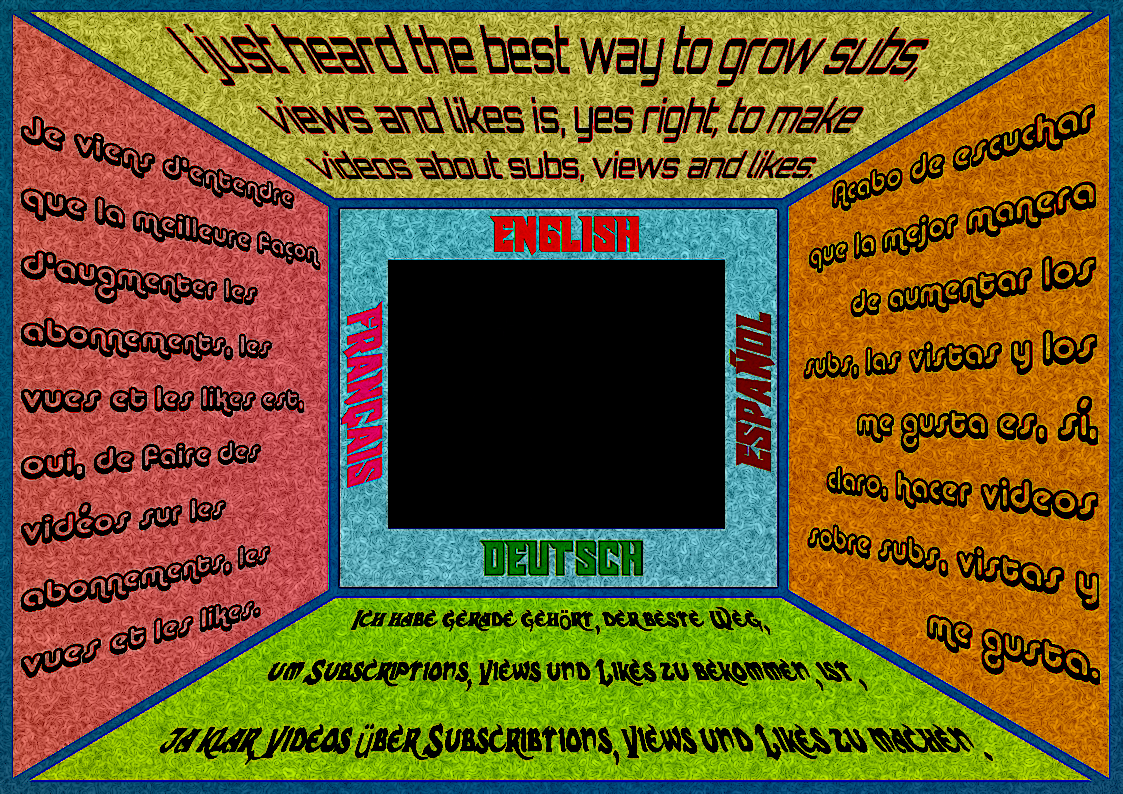 I just heard the best way to grow subs,
views and likes is, yes right, to make
videos about subs, views and likes.
Je viens d'entendre
que la meilleure façon
d'augmenter les
abonnements, les
vues et les likes est,
oui, de faire des
vidéos sur les
abonnements, les
vues et les likes.
ENGLISH
FRANÇAIS
ESPAÑOL
DEUTSCH
Acabo de escuchar
que la mejor manera
de aumentar los
subs, las vistas y los
me gusta es, sí,
claro, hacer videos
sobre subs, vistas y
me gusta.
Ich habe gerade gehört, der beste Weg,
um Subscriptions, Views und Likes zu bekommen, ist,
ja klar, Videos über Subscribtions, Views und Likes zu machen.